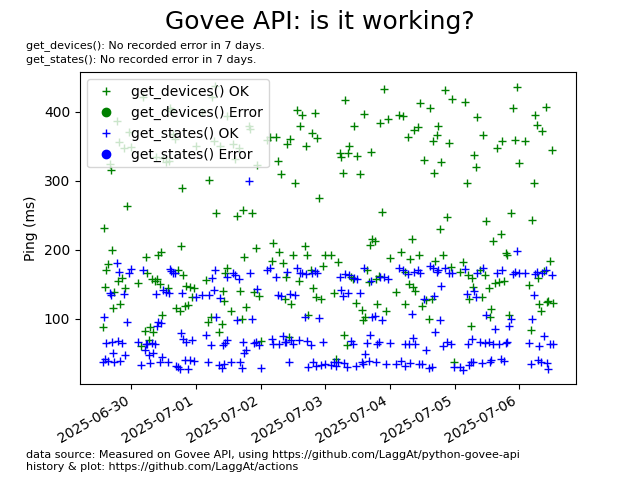 Govee API: is it working?
get_devices(): No recorded error in 7 days.
get_states(): No recorded error in 7 days.
get_devices() OK
get_devices() Error
get_states() OK
get_states() Error
Ping (ms)
400
300
200
100
2025-06-30
2025-07-01
2025-07-02
2025-07-03
2025-07-04
2025-07-05
2025-07-06
data source: Measured on Govee API, using https://github.com/LaggAt/python-govee-api
history & plot: https://github.com/LaggAt/actions